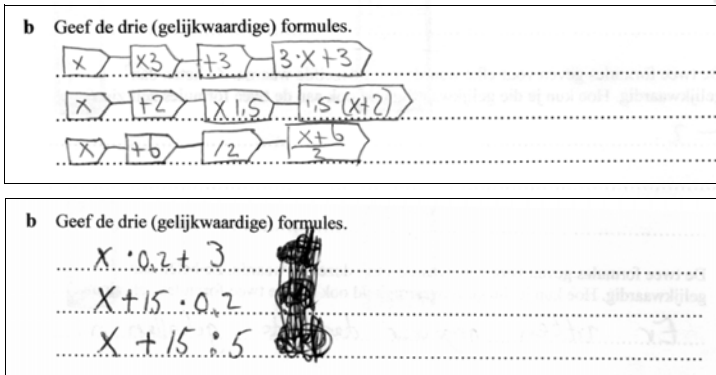 b Geef de drie (gelijkwaardige) formules.
x x3 +3 3·x+3
x +2 x1,5 1,5·(x+2)
x +6 /2 x+6/2
b Geef de drie (gelijkwaardige) formules.
x ·0,2 + 3
x +15 · 0,2
x +15 : 5